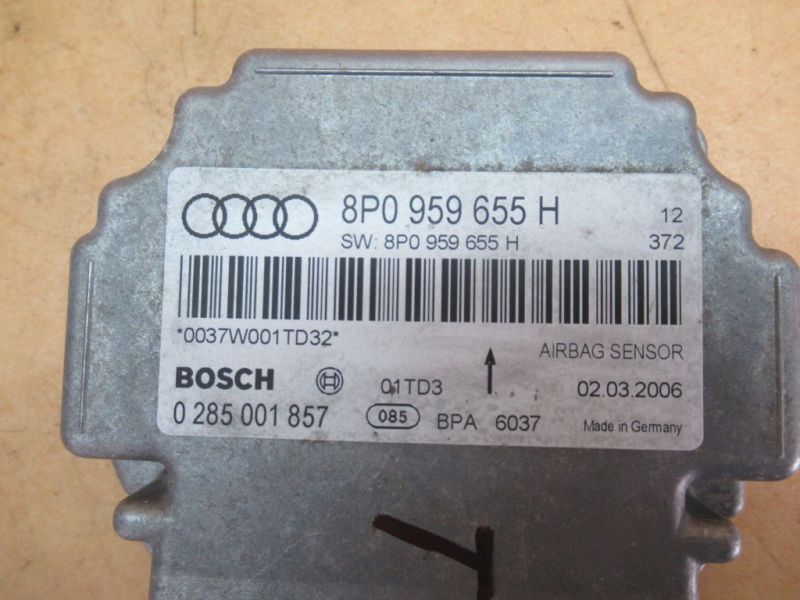 8P0 959 655 H 12
SW: 8P0 959 655 H 372
*0037W001TD32*
AIRBAG SENSOR
BOSCH 01TD3 02.03.2006
0 285 001 857 085 BPA 6037 Made in Germany